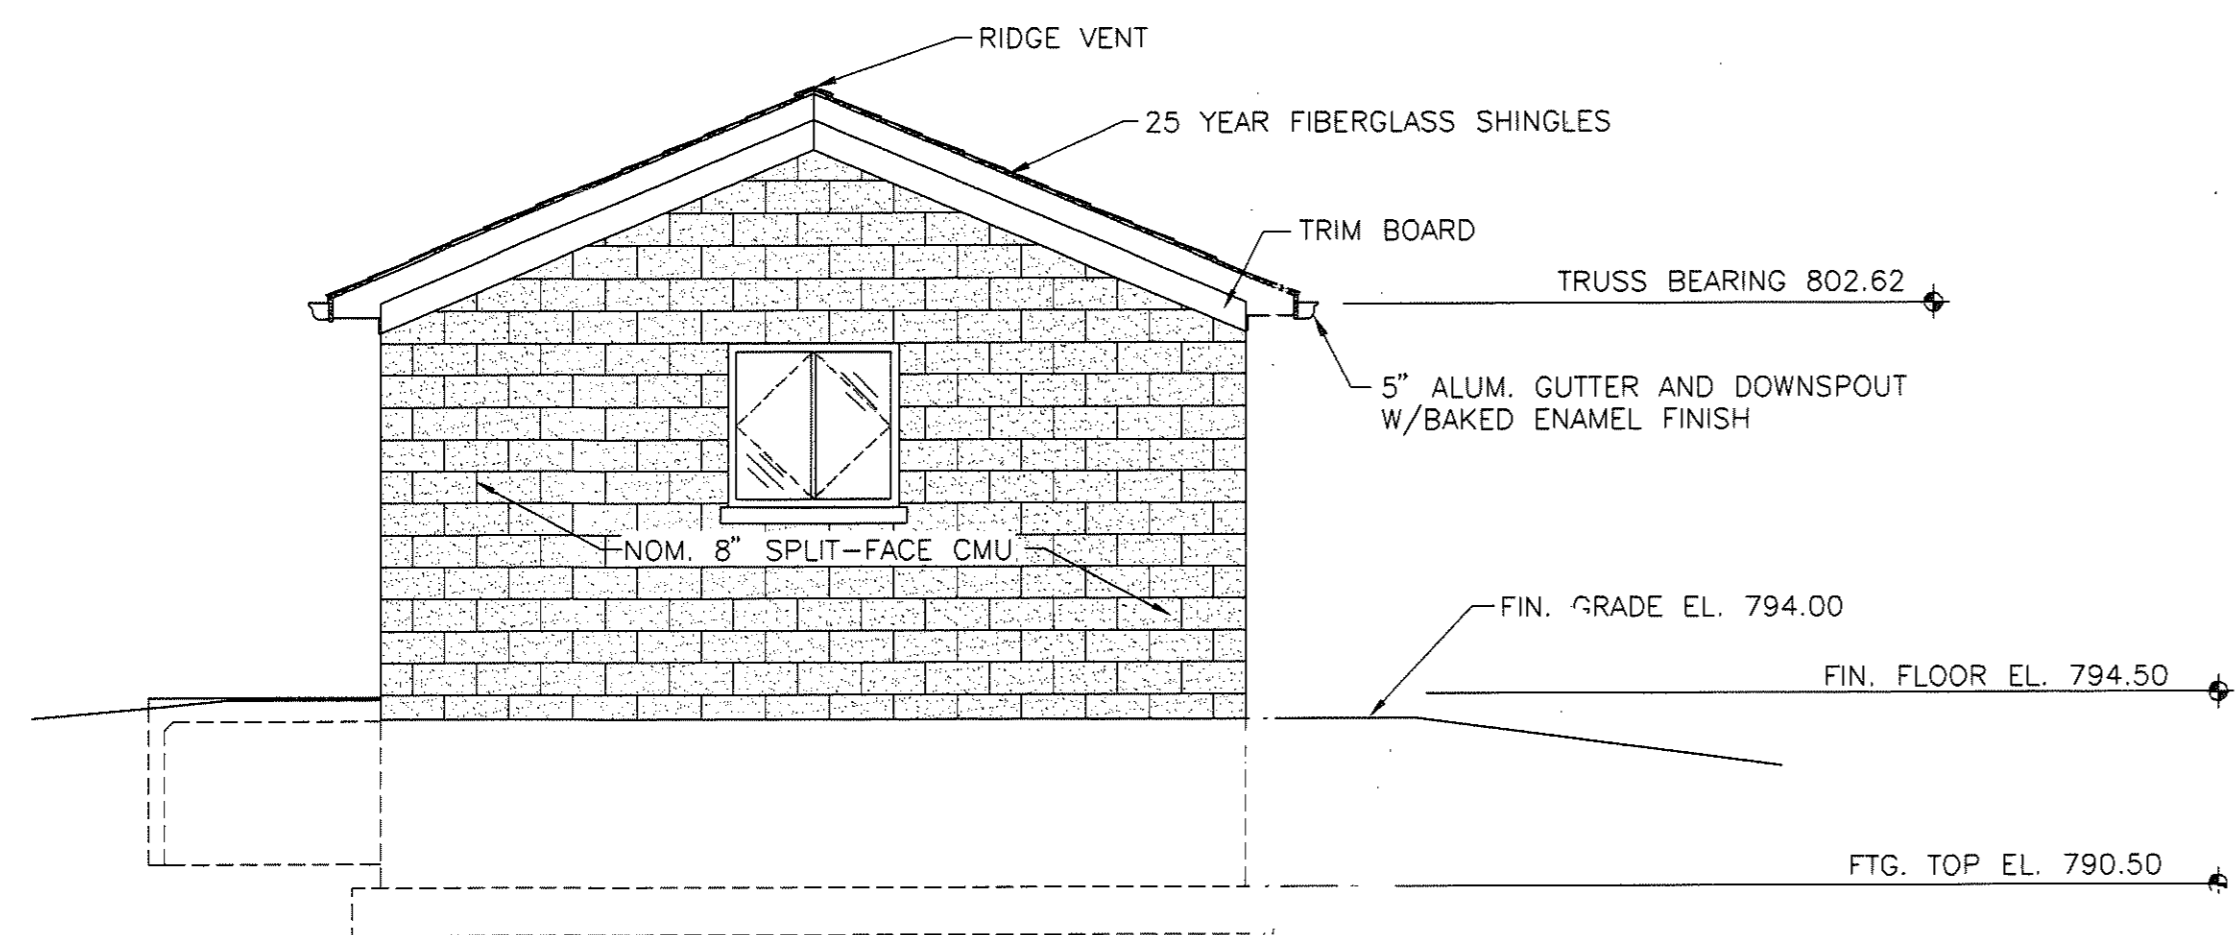 RIDGE VENT
25 YEAR FIBERGLASS SHINGLES
TRIM BOARD
TRUSS BEARING 802.62
5" ALUM. GUTTER AND DOWNSPOUT
W/BAKED ENAMEL FINISH
NOM. 8" SPLIT-FACE CMU
FIN. GRADE EL. 794.00
FIN. FLOOR EL. 794.50
FTG. TOP EL. 790.50